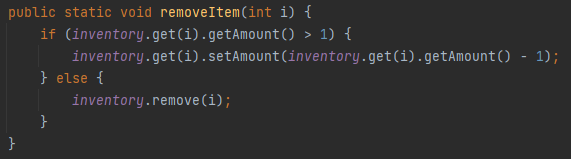 public static void removeItem(int i) {
    if (inventory.get(i).getAmount() > 1) {
        inventory.get(i).setAmount(inventory.get(i).getAmount() - 1);
    } else {
        inventory.remove(i);
    }
}